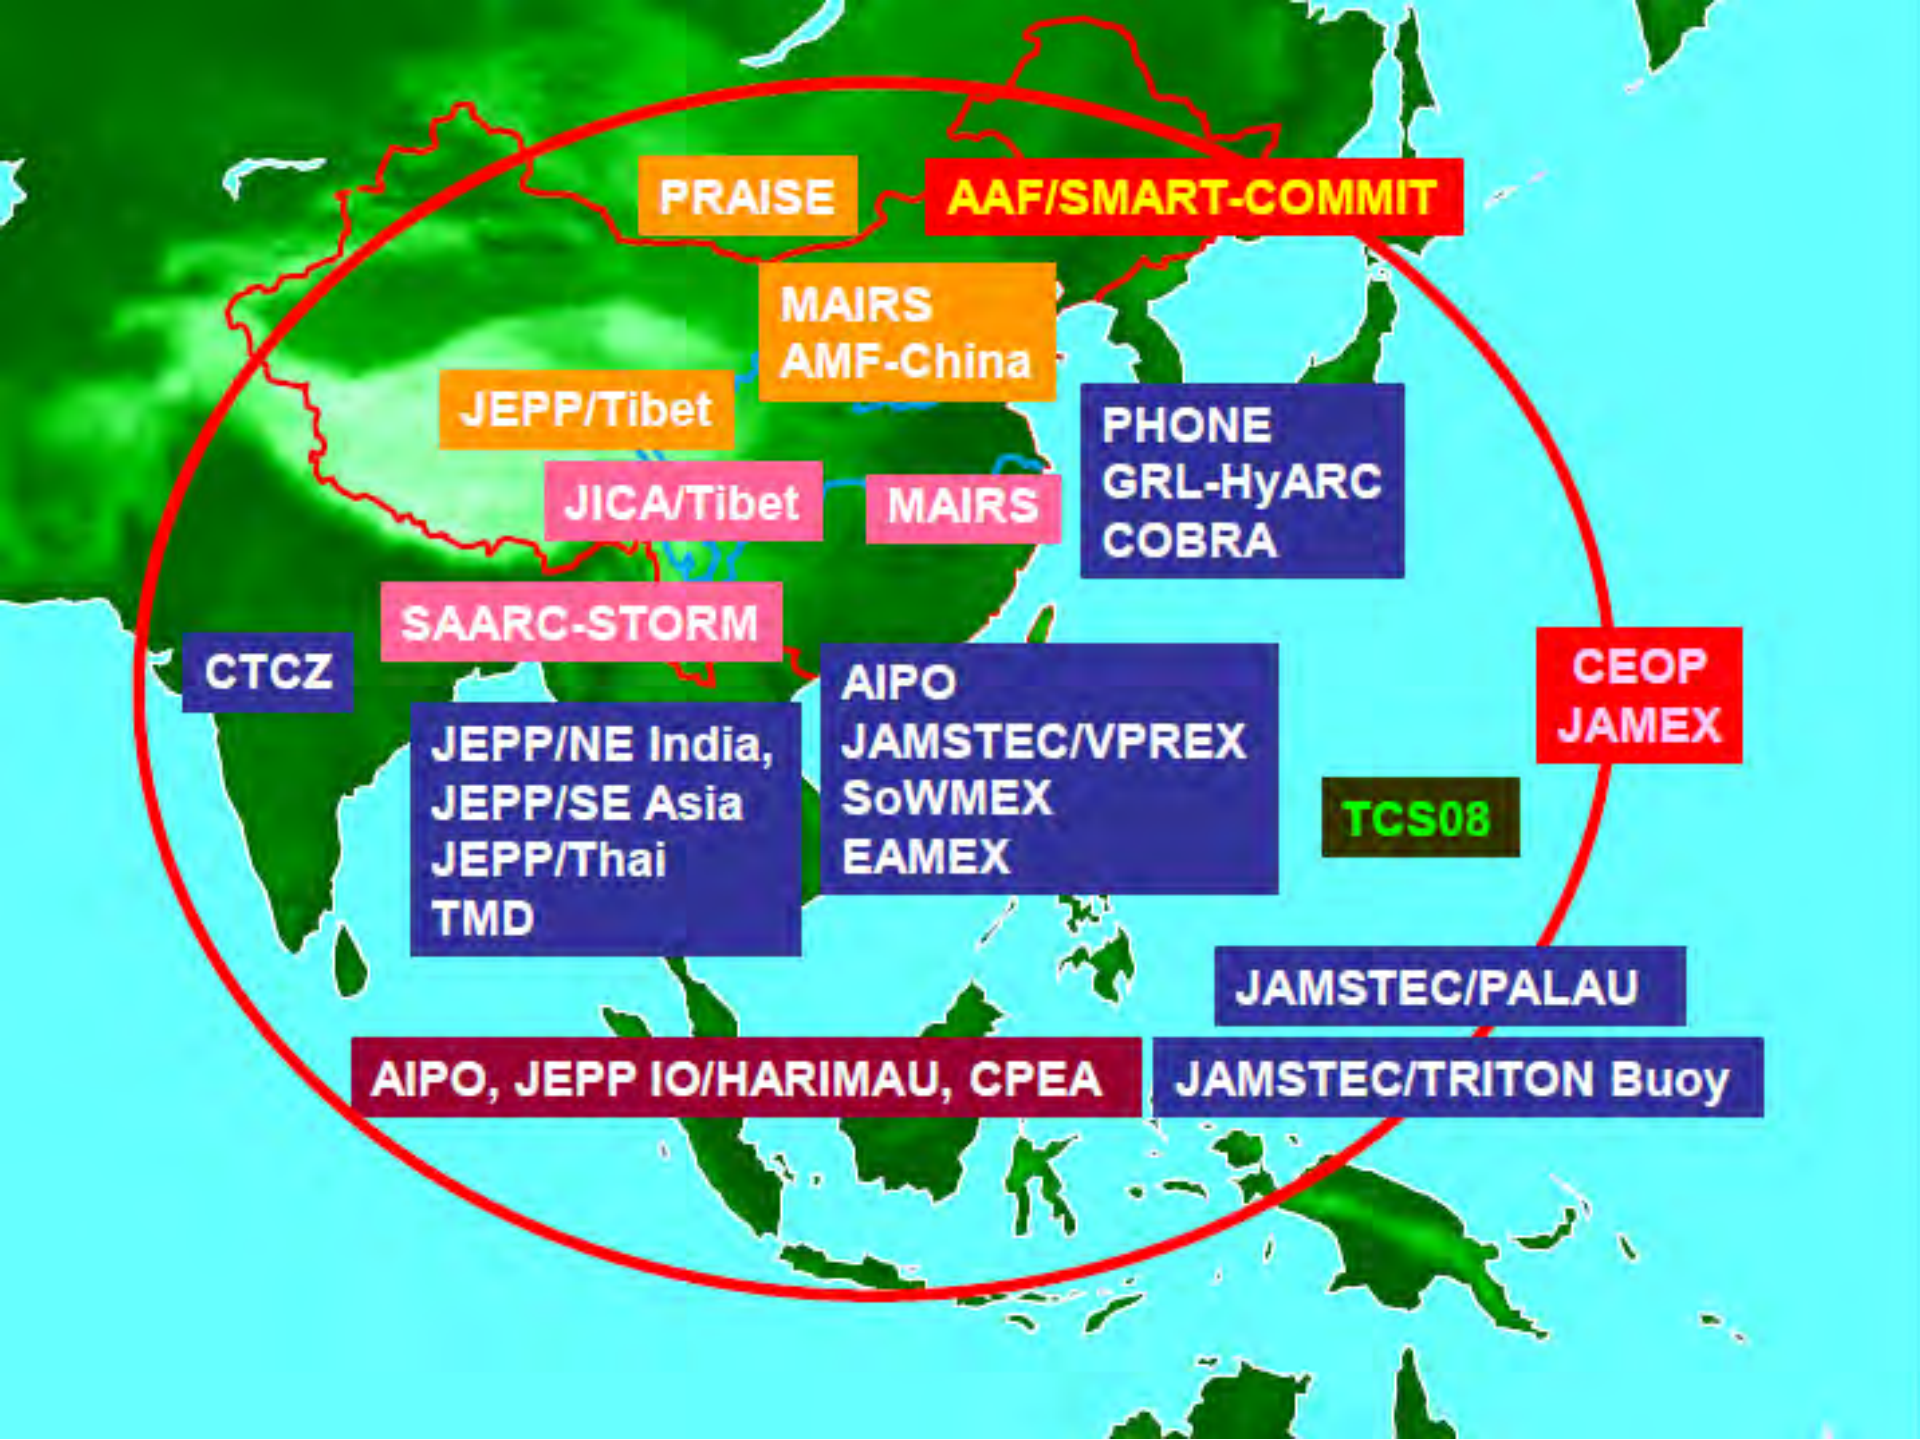 PRAISE
AAF/SMART-COMMIT
MAIRS
AMF-China
JEPP/Tibet
PHONE
GRL-HyARC
COBRA
JICA/Tibet
MAIRS
SAARC-STORM
CTCZ
CEOP
JAMEX
AIPO
JAMSTEC/VPREX
SoWMEX
EAMEX
JEPP/NE India,
JEPP/SE Asia
JEPP/Thai
TMD
TCS08
JAMSTEC/PALAU
AIPO, JEPP IO/HARIMAU, CPEA
JAMSTEC/TRITON Buoy